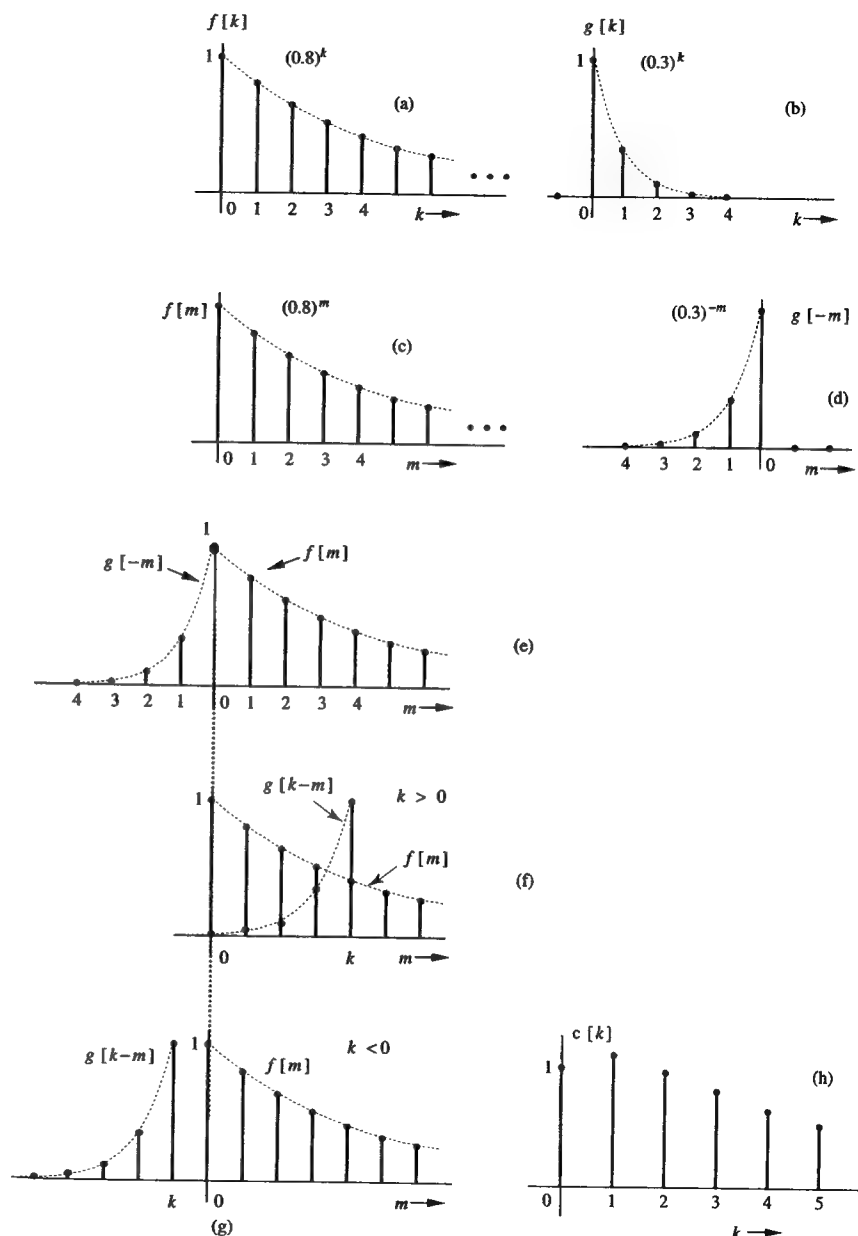 f [k]
g [k]
1
(0.8)^k
(a)
1
(0.3)^k
(b)
• • •
0 1 2 3 4 k
0 1 2 3 4 k
f [m]
(0.8)^m
(c)
(0.3)^-m
g [-m]
(d)
• • •
0 1 2 3 4 m
4 3 2 1 0 m
1
g [-m]
f [m]
(e)
4 3 2 1 0 1 2 3 4 m
g [k-m]
k > 0
1
f [m]
(f)
0 k m
g [k-m]
1
f [m]
k < 0
k 0 m
(g)
c [k]
1
(h)
0 1 2 3 4 5
k